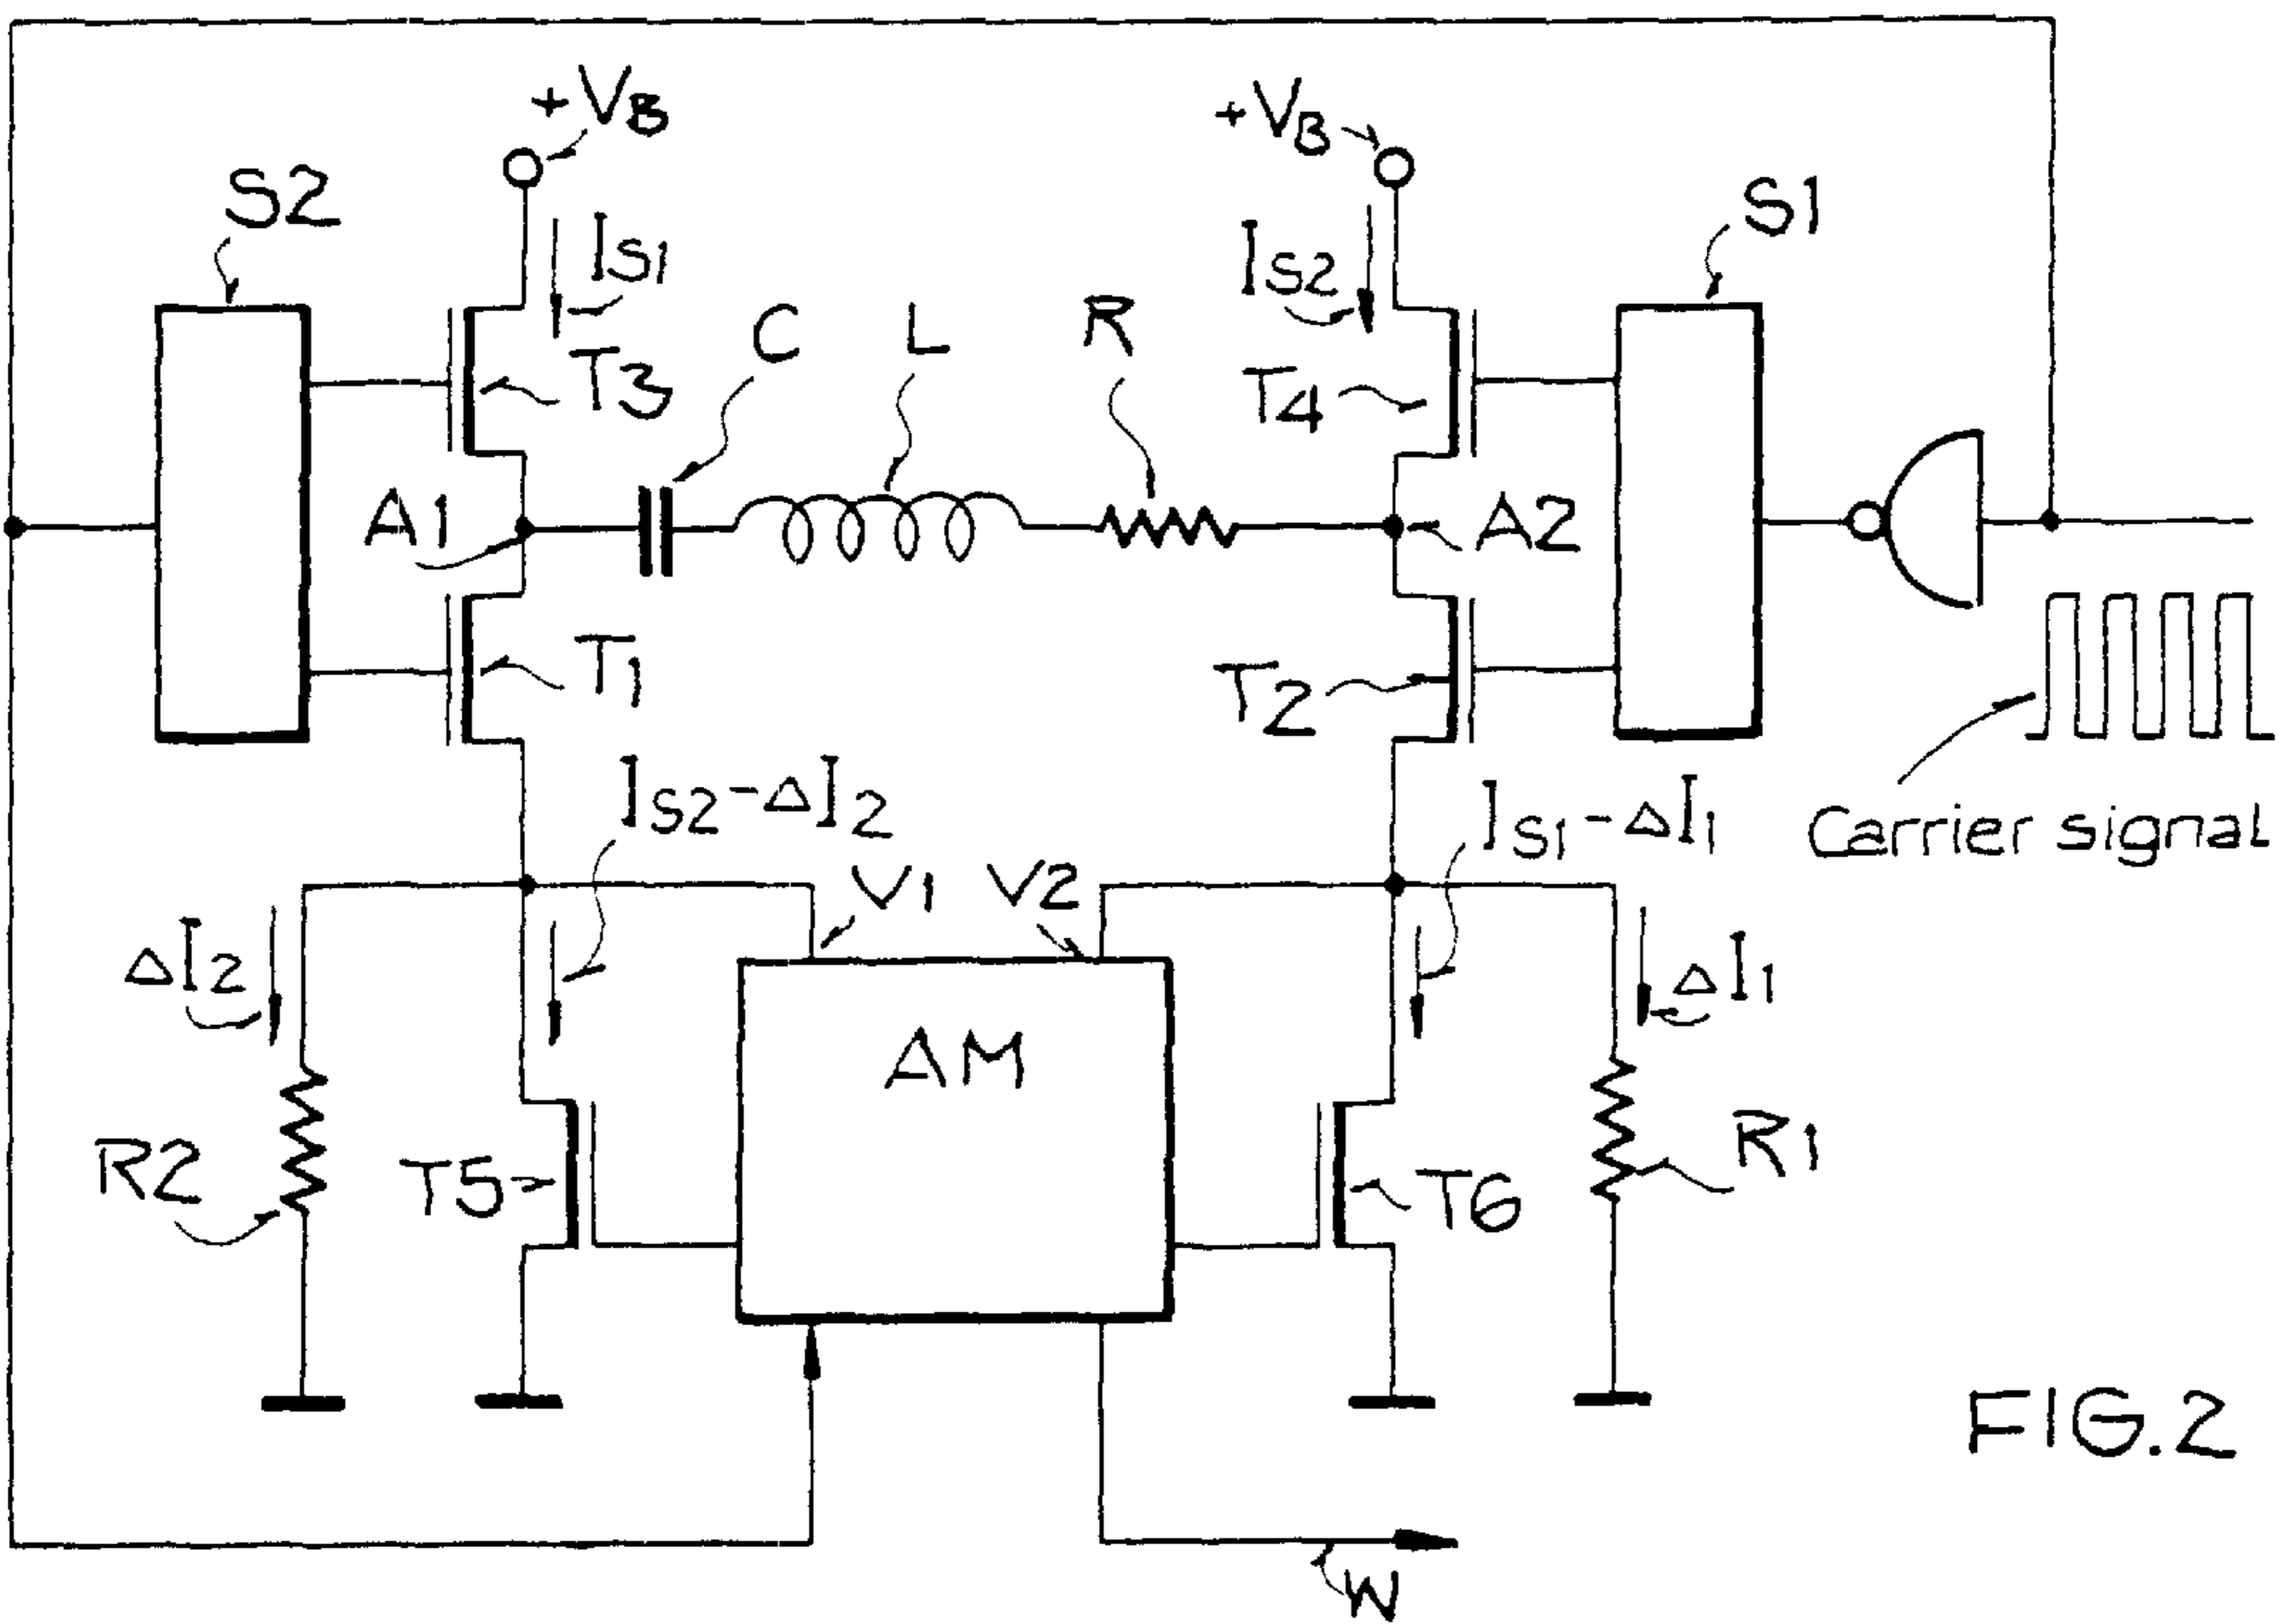 +VB
+VB
S2
S1
IS1
IS2
C
L
R
T3
T4
A1
A2
T1
T2
IS2-ΔI2
IS1-ΔI1
Carrier signal
V1
V2
ΔI2
ΔI1
AM
R2
T5
T6
R1
FIG.2
W